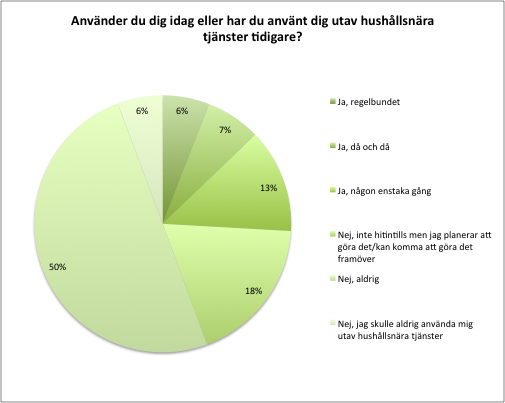 Använder du dig idag eller har du använt dig utav hushållsnära
tjänster tidigare?
6%
6%
7%
13%
18%
50%
Ja, regelbundet
Ja, då och då
Ja, någon enstaka gång
Nej, inte hitintills men jag planerar att
göra det/kan komma att göra det
framöver
Nej, aldrig
Nej, jag skulle aldrig använda mig
utav hushållsnära tjänster